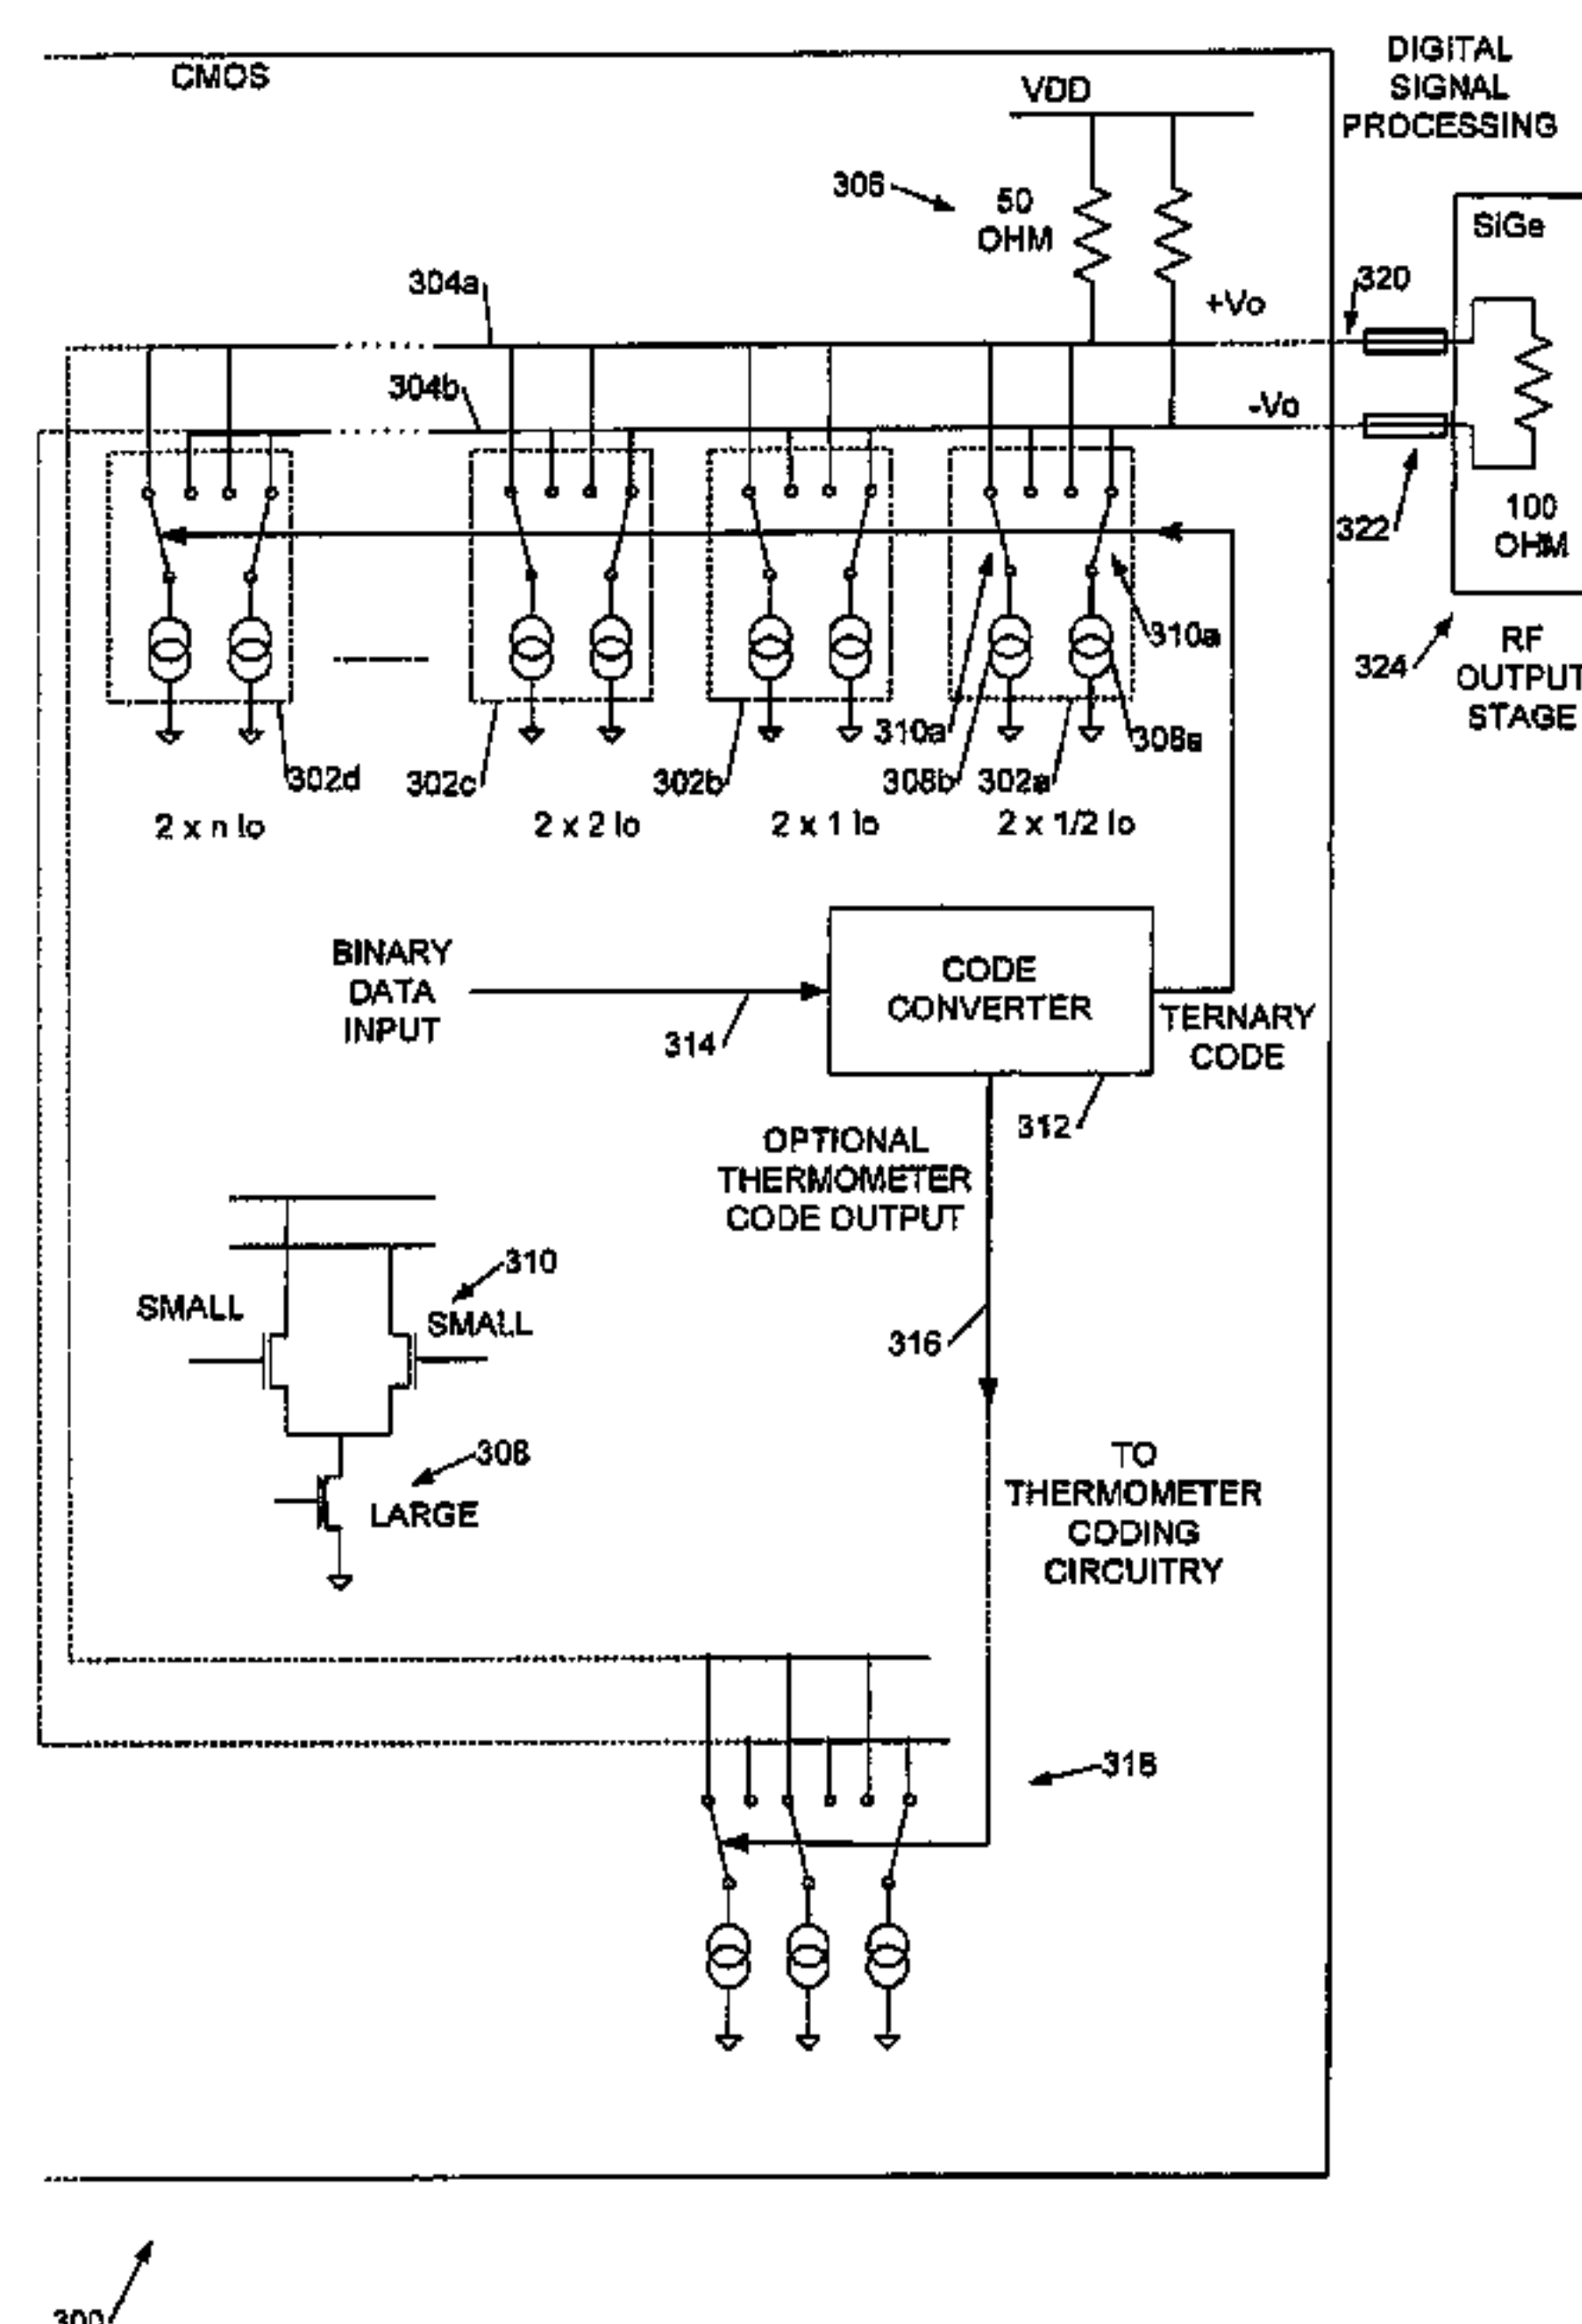 CMOS
DIGITAL
SIGNAL
PROCESSING
VDD
306
50
OHM
SiGe
304a
+Vo
320
304b
-Vo
100
OHM
322
310a
324
RF
OUTPUT
STAGE
310a
308a
302d
302c
302b
308b
302a
2 x n Io
2 x 2 Io
2 x 1 Io
2 x 1/2 Io
BINARY
DATA
INPUT
314
CODE
CONVERTER
TERNARY
CODE
312
OPTIONAL
THERMOMETER
CODE OUTPUT
310
SMALL
SMALL
316
308
LARGE
TO
THERMOMETER
CODING
CIRCUITRY
318
300